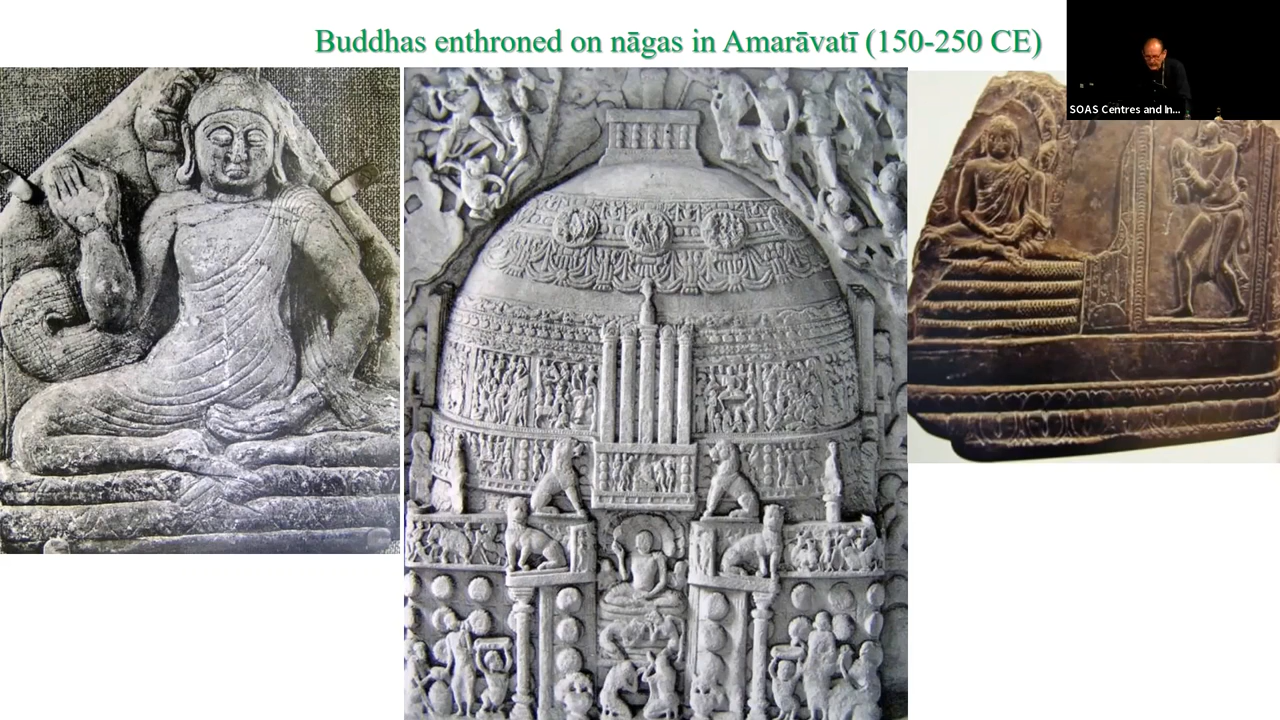 Buddhas enthroned on nāgas in Amarāvatī (150-250 CE)
SOAS Centres and In...